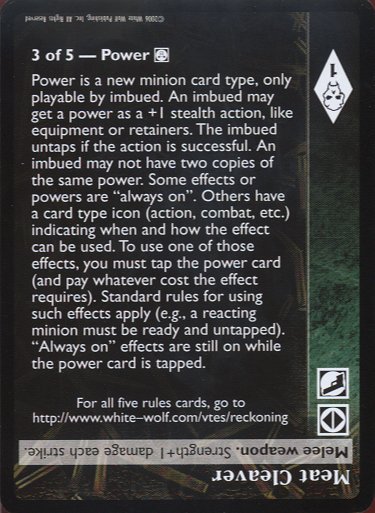 ©2006 White Wolf Publishing, Inc. All Rights Reserved
3 of 5 — Power
1
Power is a new minion card type, only
playable by imbued. An imbued may
get a power as a +1 stealth action, like
equipment or retainers. The imbued
untaps if the action is successful. An
imbued may not have two copies of
the same power. Some effects or
powers are “always on”. Others have
a card type icon (action, combat, etc.)
indicating when and how the effect
can be used. To use one of those
effects, you must tap the power card
(and pay whatever cost the effect
requires). Standard rules for using
such effects apply (e.g., a reacting
minion must be ready and untapped).
“Always on” effects are still on while
the power card is tapped.
For all five rules cards, go to
http://www.white–wolf.com/vtes/reckoning
Melee weapon. Strength+1 damage each strike.
Meat Cleaver